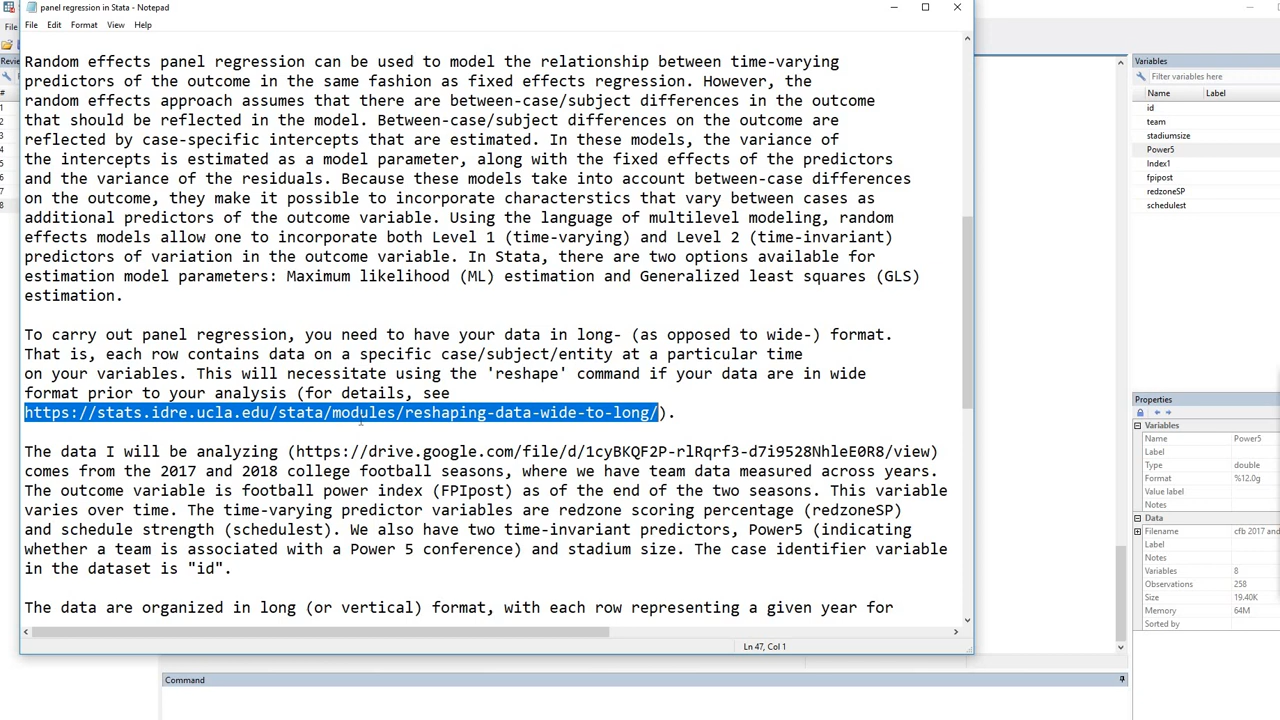 panel regression in Stata - Notepad
File Edit Format View Help
Random effects panel regression can be used to model the relationship between time-varying
predictors of the outcome in the same fashion as fixed effects regression. However, the
random effects approach assumes that there are between-case/subject differences in the outcome
that should be reflected in the model. Between-case/subject differences on the outcome are
reflected by case-specific intercepts that are estimated. In these models, the variance of
the intercepts is estimated as a model parameter, along with the fixed effects of the predictors
and the variance of the residuals. Because these models take into account between-case differences
on the outcome, they make it possible to incorporate characterstics that vary between cases as
additional predictors of the outcome variable. Using the language of multilevel modeling, random
effects models allow one to incorporate both Level 1 (time-varying) and Level 2 (time-invariant)
predictors of variation in the outcome variable. In Stata, there are two options available for
estimation model parameters: Maximum likelihood (ML) estimation and Generalized least squares (GLS)
estimation.
To carry out panel regression, you need to have your data in long- (as opposed to wide-) format.
That is, each row contains data on a specific case/subject/entity at a particular time
on your variables. This will necessitate using the 'reshape' command if your data are in wide
format prior to your analysis (for details, see
https://stats.idre.ucla.edu/stata/modules/reshaping-data-wide-to-long/).
The data I will be analyzing (https://drive.google.com/file/d/1cyBKQF2P-rlRqrf3-d7i9528NhleE0R8/view)
comes from the 2017 and 2018 college football seasons, where we have team data measured across years.
The outcome variable is football power index (FPIpost) as of the end of the two seasons. This variable
varies over time. The time-varying predictor variables are redzone scoring percentage (redzoneSP)
and schedule strength (schedulest). We also have two time-invariant predictors, Power5 (indicating
whether a team is associated with a Power 5 conference) and stadium size. The case identifier variable
in the dataset is "id".
The data are organized in long (or vertical) format, with each row representing a given year for
Ln 47, Col 1
File
Revie
#
1
2
3
4
5
6
7
8
Command
Variables
Filter variables here
Name Label
id
team
stadiumsize
Power5
Index1
fpipost
redzoneSP
schedulest
Properties
Variables
Name Power5
Label
Type double
Format %12.0g
Value label
Notes
Data
Filename cfb 2017 and
Label
Notes
Variables 8
Observations 258
Size 19.40K
Memory 64M
Sorted by